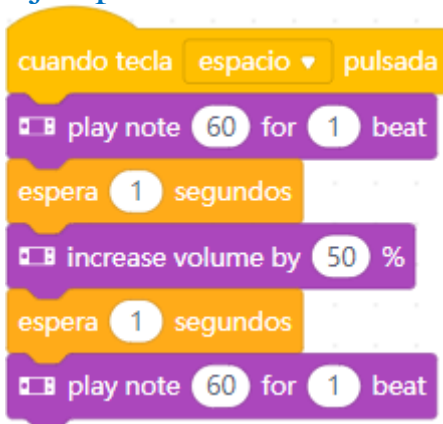 cuando tecla espacio pulsada
play note 60 for 1 beat
espera 1 segundos
increase volume by 50 %
espera 1 segundos
play note 60 for 1 beat